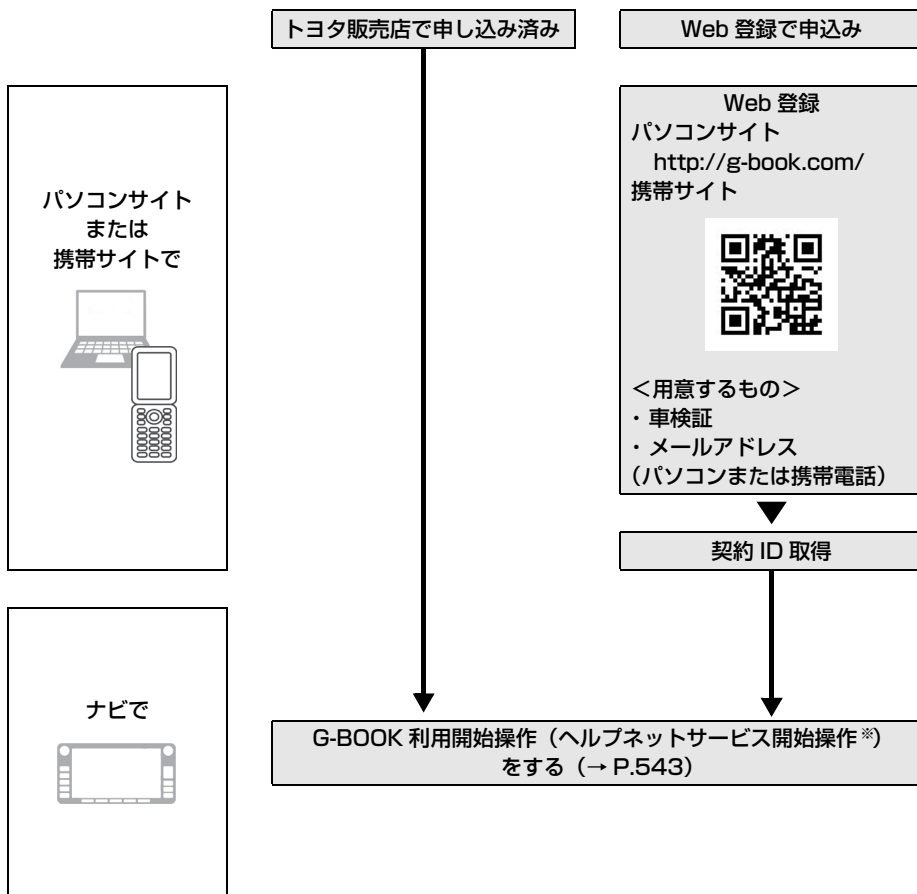 トヨタ販売店で申し込み済み
Web 登録で申込み
パソコンサイト
または
携帯サイトで
Web 登録
パソコンサイト
http://g-book.com/
携帯サイト
＜用意するもの＞
・車検証
・メールアドレス
（パソコンまたは携帯電話）
契約 ID 取得
ナビで
G-BOOK 利用開始操作（ヘルプネットサービス開始操作※）
をする（→ P.543）